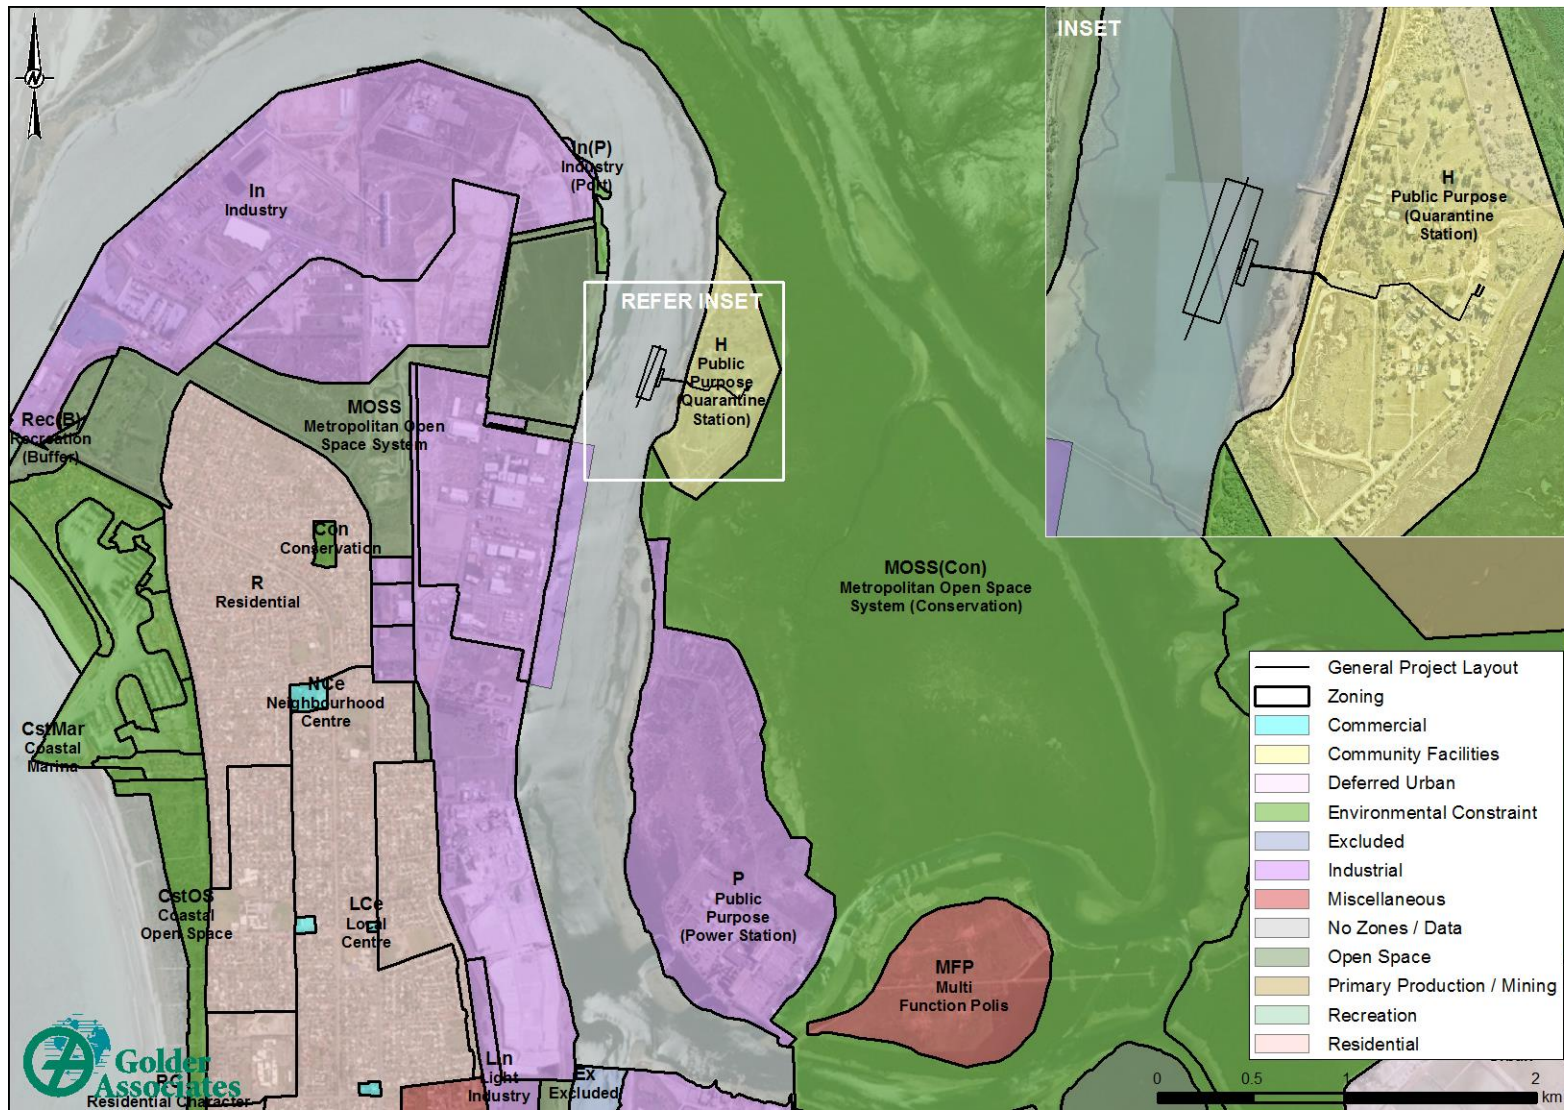 N
INSET
In
Industry
In(P)
Industry
(Port)
REFER INSET
H
Public
Purpose
(Quarantine
Station)
H
Public Purpose
(Quarantine
Station)
Rec(B)
Recreation
(Buffer)
MOSS
Metropolitan Open
Space System
Con
Conservation
R
Residential
MOSS(Con)
Metropolitan Open Space
System (Conservation)
NCe
Neighbourhood
Centre
CstMar
Coastal
Marina
CstOS
Coastal
Open Space
LCe
Local
Centre
P
Public
Purpose
(Power Station)
MFP
Multi
Function Polis
Lin
Light
Industry
Ex
Excluded
Residential Character
Golder
Associates
General Project Layout
Zoning
Commercial
Community Facilities
Deferred Urban
Environmental Constraint
Excluded
Industrial
Miscellaneous
No Zones / Data
Open Space
Primary Production / Mining
Recreation
Residential
0 0.5 1 2
km